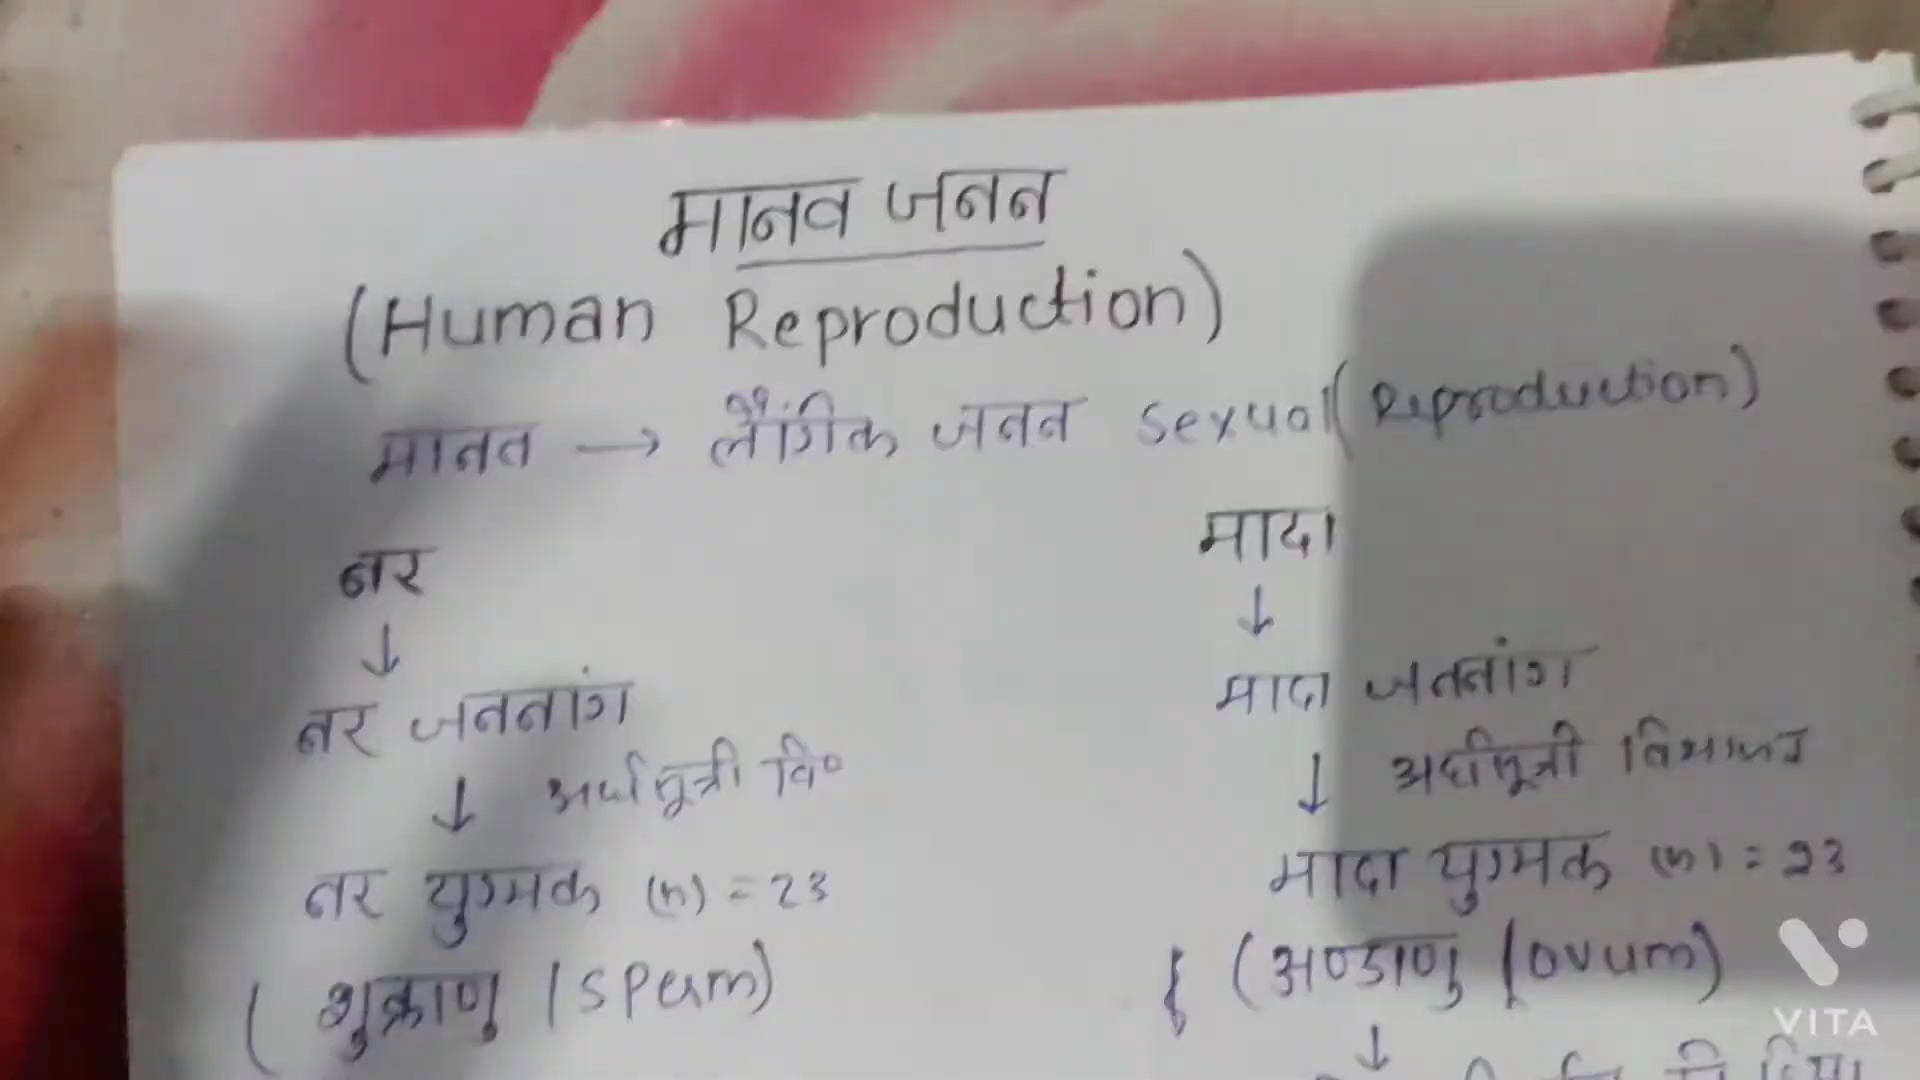 मानव जनन
(Human Reproduction)
मानव → लैंगिक जनन sexual (Reproduction)
नर
मादा
↓
↓
नर जननांग
मादा जननांग
↓ अर्धसूत्री वि०
↓ अर्धसूत्री विभाजन
नर युग्मक (n) = 23
मादा युग्मक (n) = 23
(शुक्राणु / sperm)
(अण्डाणु / ovum)
↓
VITA